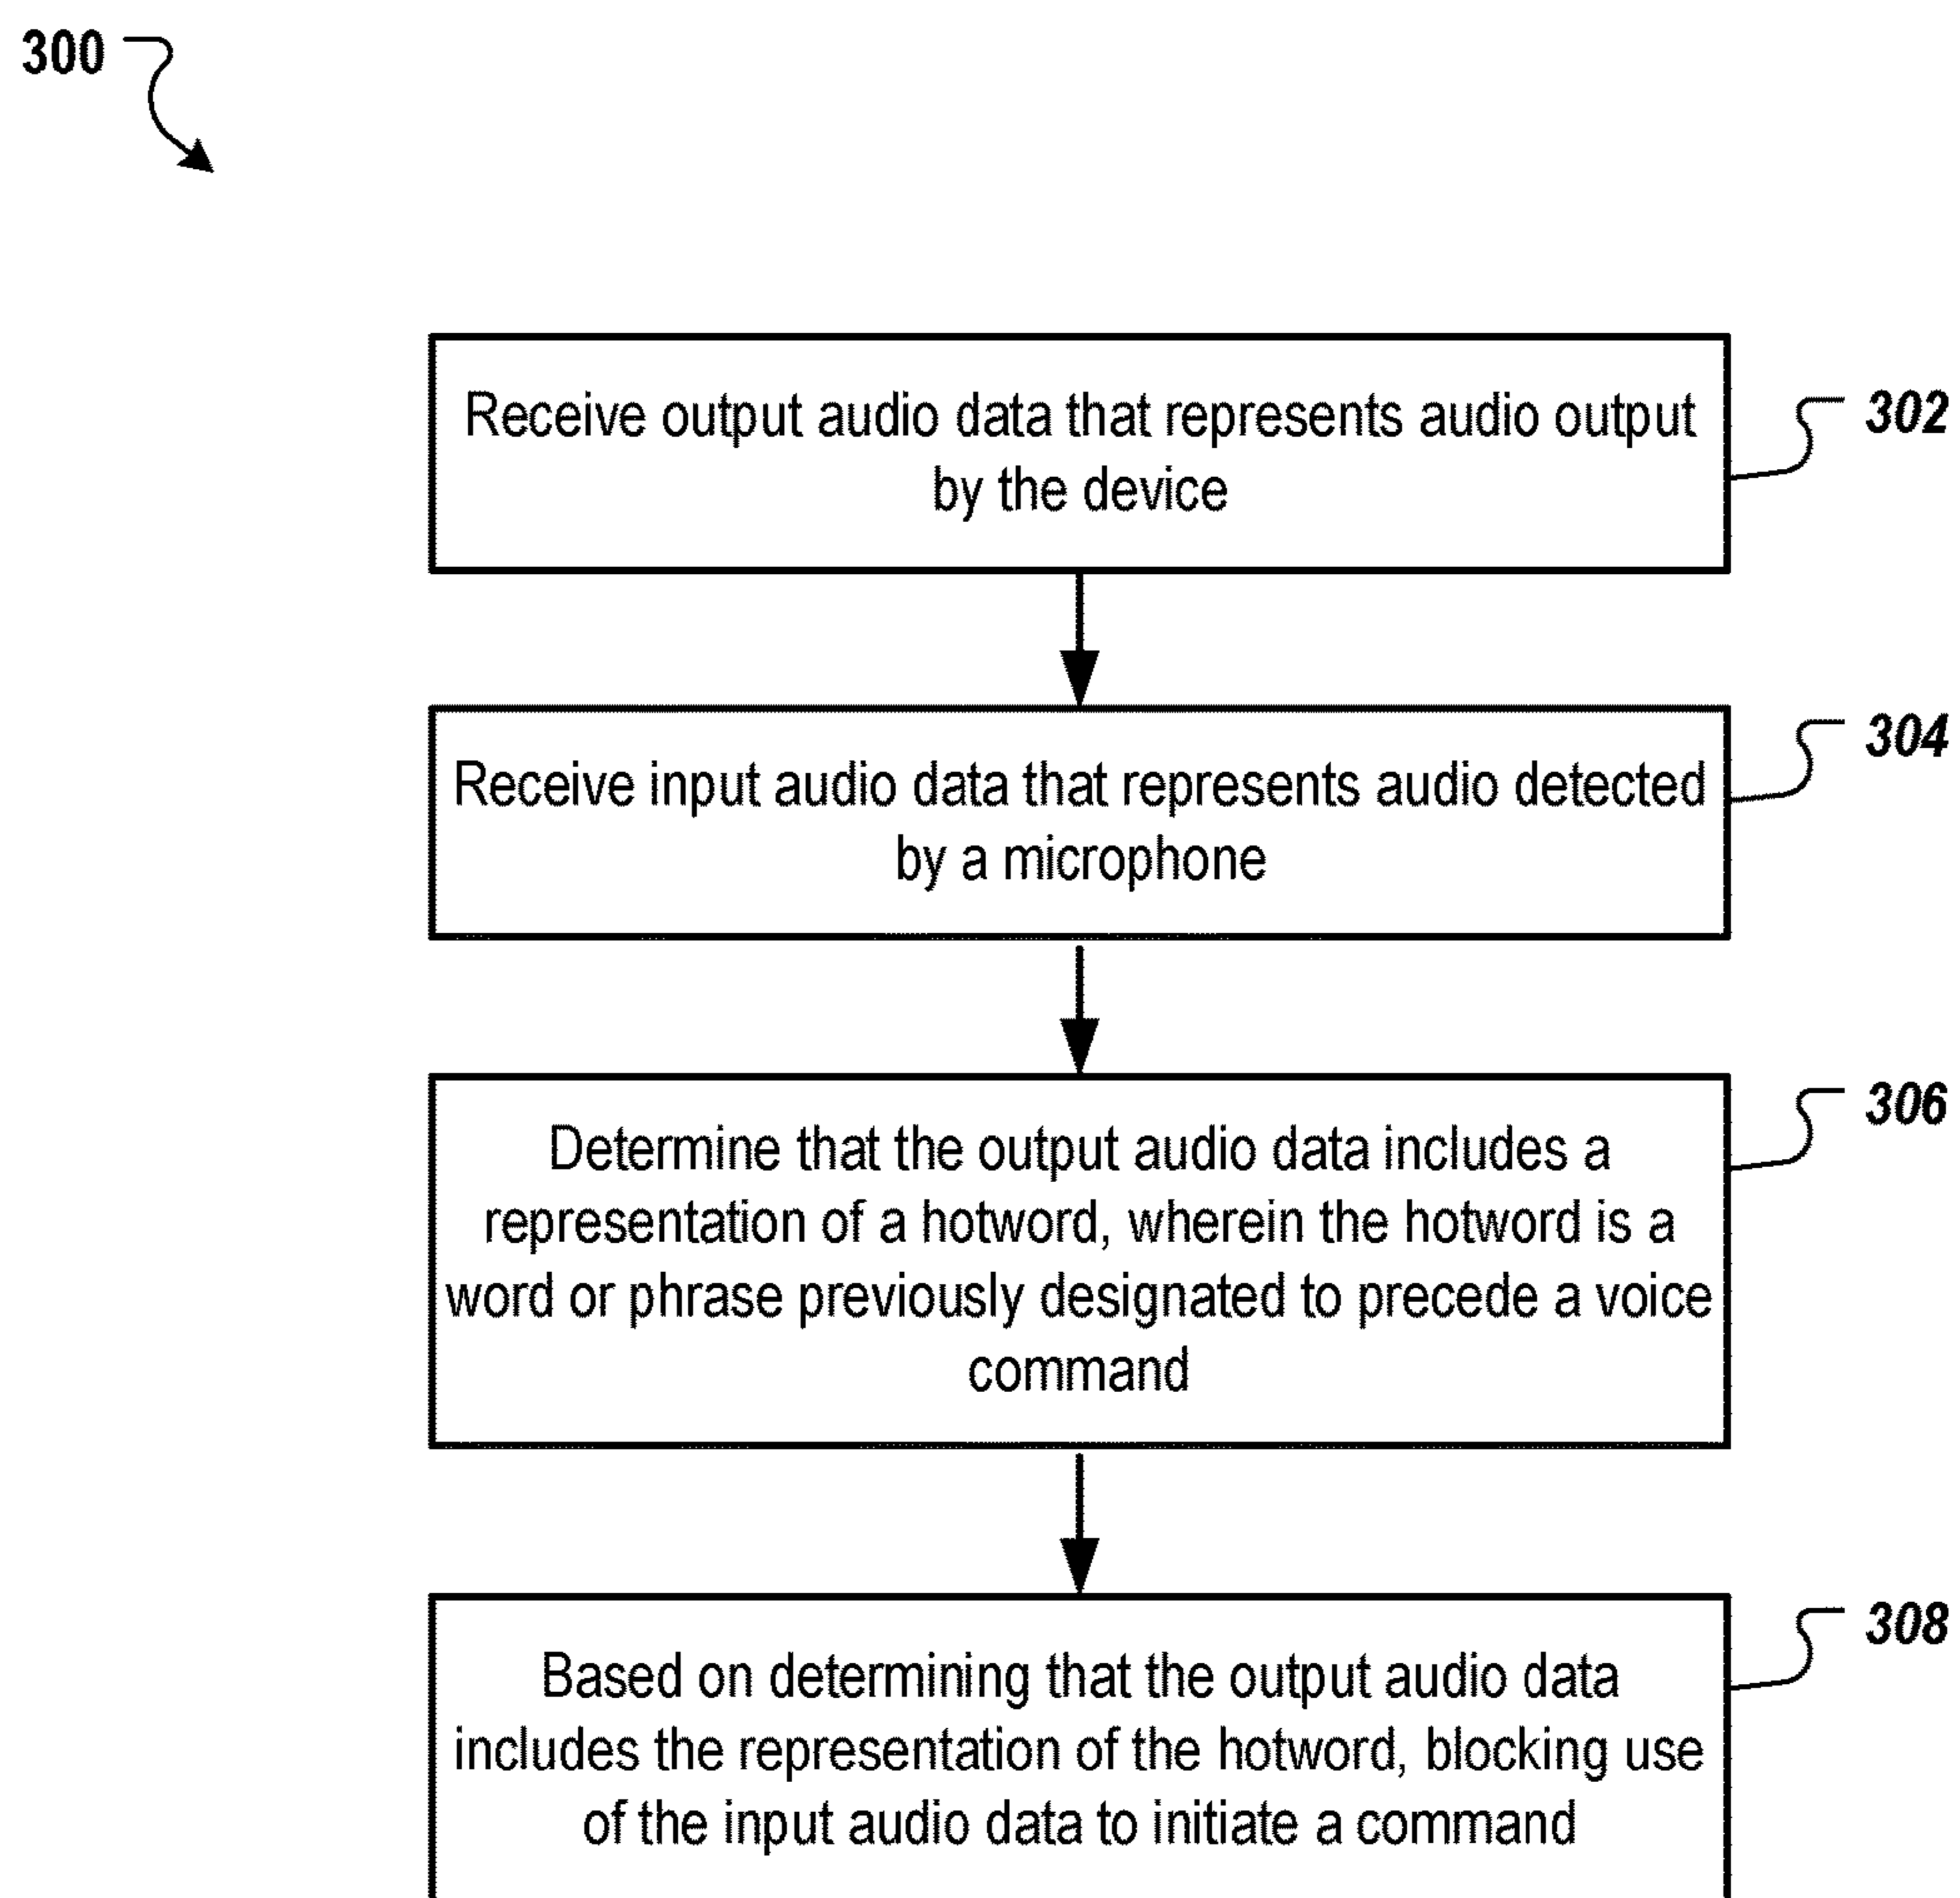 300
Receive output audio data that represents audio output
by the device
302
Receive input audio data that represents audio detected
by a microphone
304
Determine that the output audio data includes a
representation of a hotword, wherein the hotword is a
word or phrase previously designated to precede a voice
command
306
Based on determining that the output audio data
includes the representation of the hotword, blocking use
of the input audio data to initiate a command
308